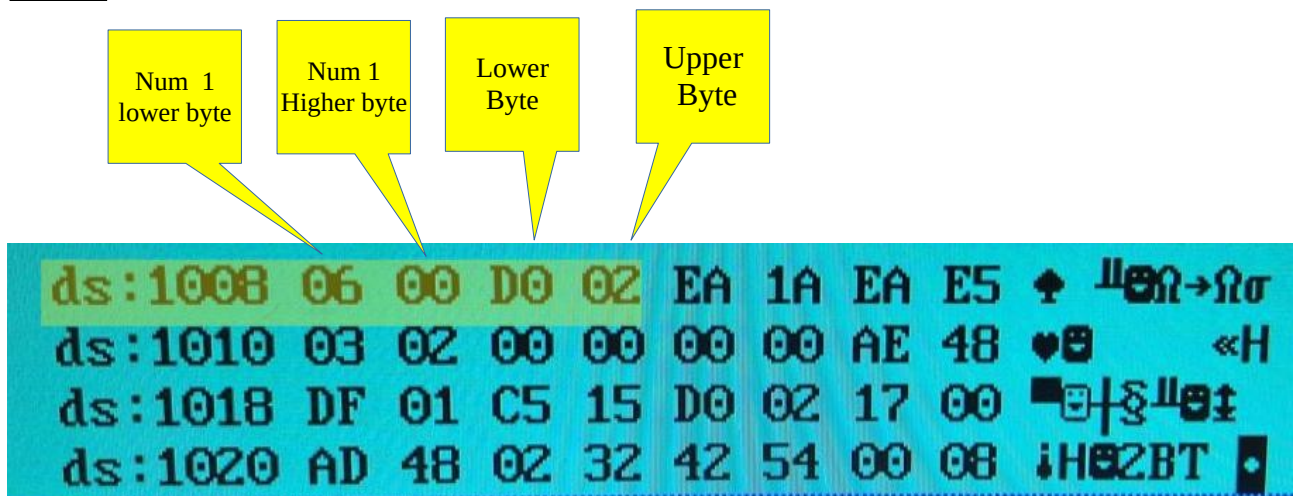 Num 1
lower byte
Num 1
Higher byte
Lower
Byte
Upper
Byte
ds:1008 06 00 D0 02 EA 1A EA E5 ♠ ╨☻Ω→Ωσ
ds:1010 03 02 00 00 00 00 AE 48 ♥☻    «H
ds:1018 DF 01 C5 15 D0 02 17 00 ▀☺┼§╨☻↨
ds:1020 AD 48 02 32 42 54 00 08 ¡H☻2BT ◘